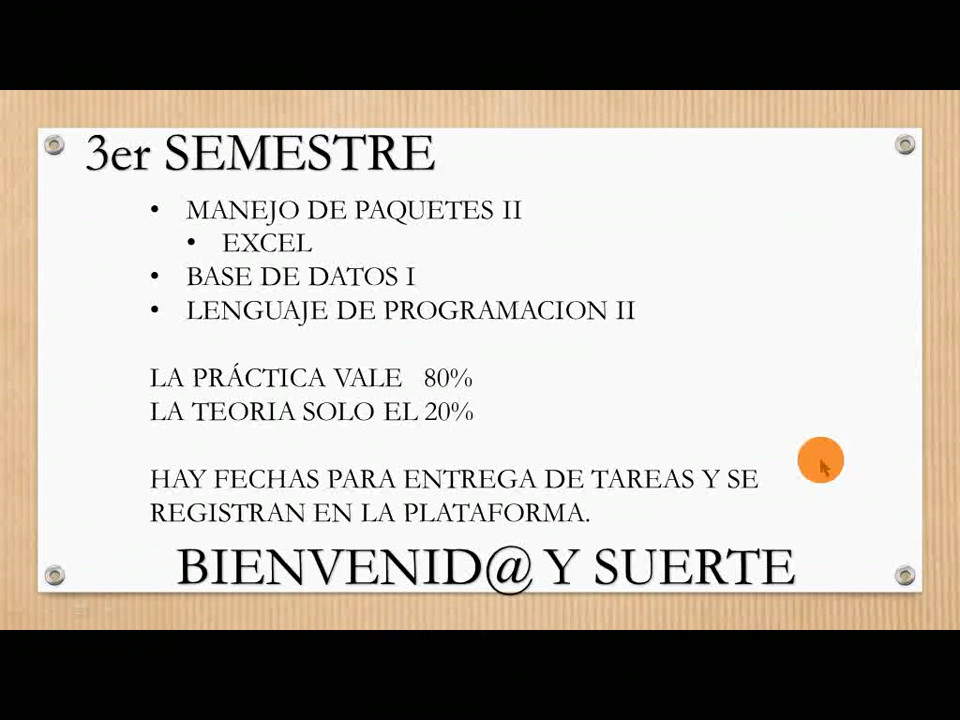 3er SEMESTRE
• MANEJO DE PAQUETES II
• EXCEL
• BASE DE DATOS I
• LENGUAJE DE PROGRAMACION II
LA PRÁCTICA VALE 80%
LA TEORIA SOLO EL 20%
HAY FECHAS PARA ENTREGA DE TAREAS Y SE
REGISTRAN EN LA PLATAFORMA.
BIENVENID@ Y SUERTE